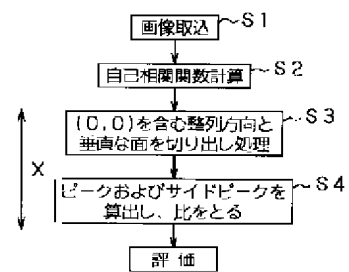 画像取込
S1
自己相関関数計算
S2
(0,0)を含む整列方向と
垂直な面を切り出し処理
S3
X
ピークおよびサイドピークを
算出し、比をとる
S4
評価